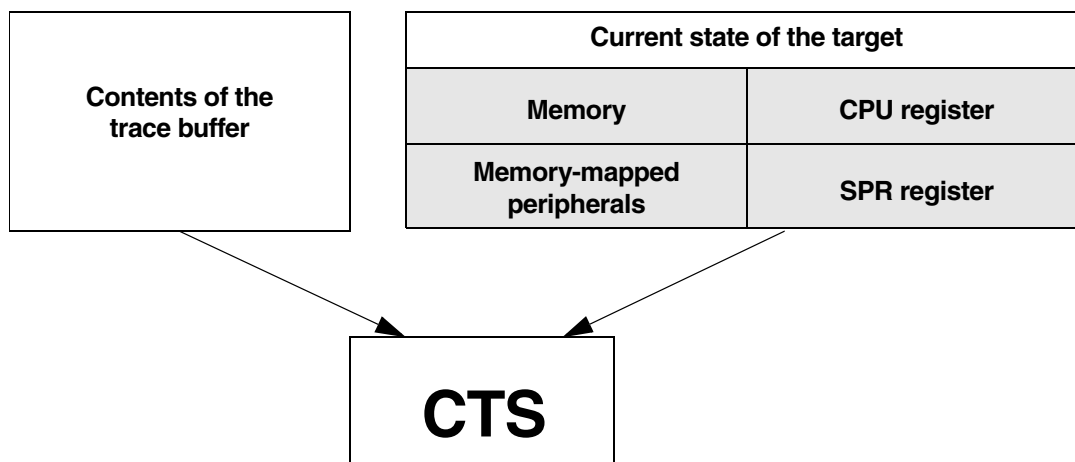 Contents of the
trace buffer
Current state of the target
Memory
CPU register
Memory-mapped
peripherals
SPR register
CTS